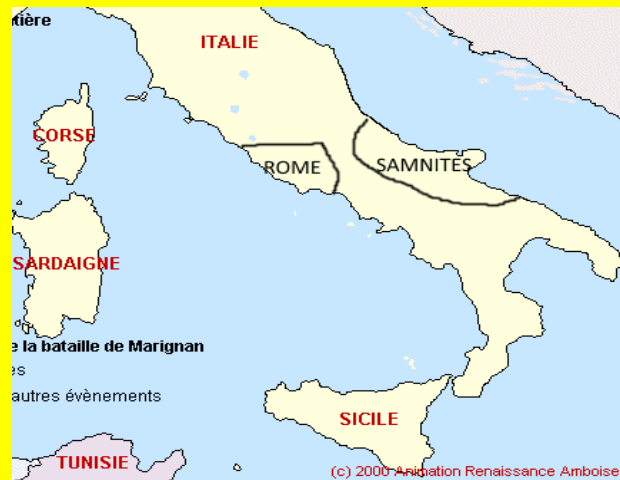 tière
ITALIE
CORSE
ROME
SAMNITES
SARDAIGNE
e la bataille de Marignan
es
autres évènements
SICILE
TUNISIE
(c) 2000 Animation Renaissance Amboise